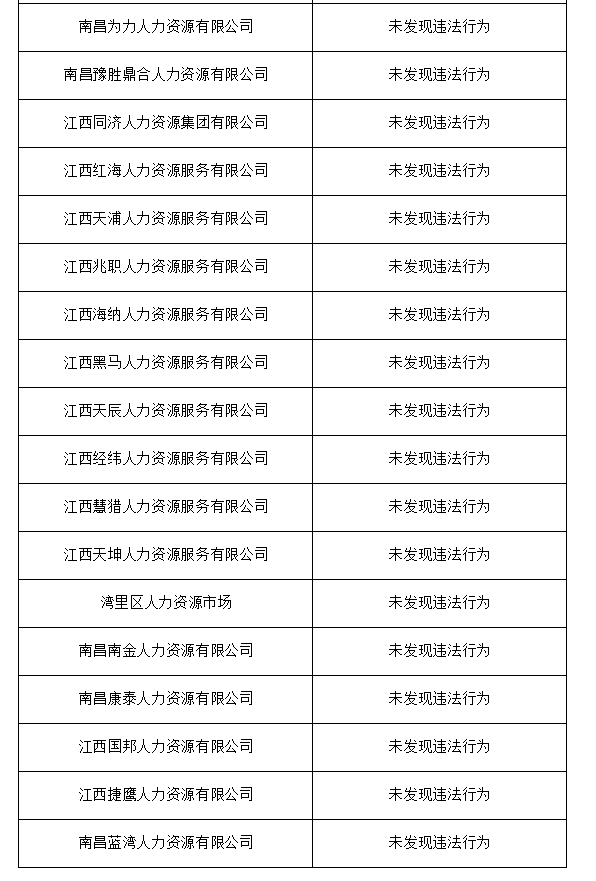 南昌为力人力资源有限公司 未发现违法行为
南昌豫胜鼎合人力资源有限公司 未发现违法行为
江西同济人力资源集团有限公司 未发现违法行为
江西红海人力资源服务有限公司 未发现违法行为
江西天浦人力资源服务有限公司 未发现违法行为
江西兆职人力资源服务有限公司 未发现违法行为
江西海纳人力资源服务有限公司 未发现违法行为
江西黑马人力资源服务有限公司 未发现违法行为
江西天辰人力资源服务有限公司 未发现违法行为
江西经纬人力资源服务有限公司 未发现违法行为
江西慧猎人力资源服务有限公司 未发现违法行为
江西天坤人力资源服务有限公司 未发现违法行为
湾里区人力资源市场 未发现违法行为
南昌南金人力资源有限公司 未发现违法行为
南昌康泰人力资源有限公司 未发现违法行为
江西国邦人力资源有限公司 未发现违法行为
江西捷鹰人力资源有限公司 未发现违法行为
南昌蓝湾人力资源有限公司 未发现违法行为